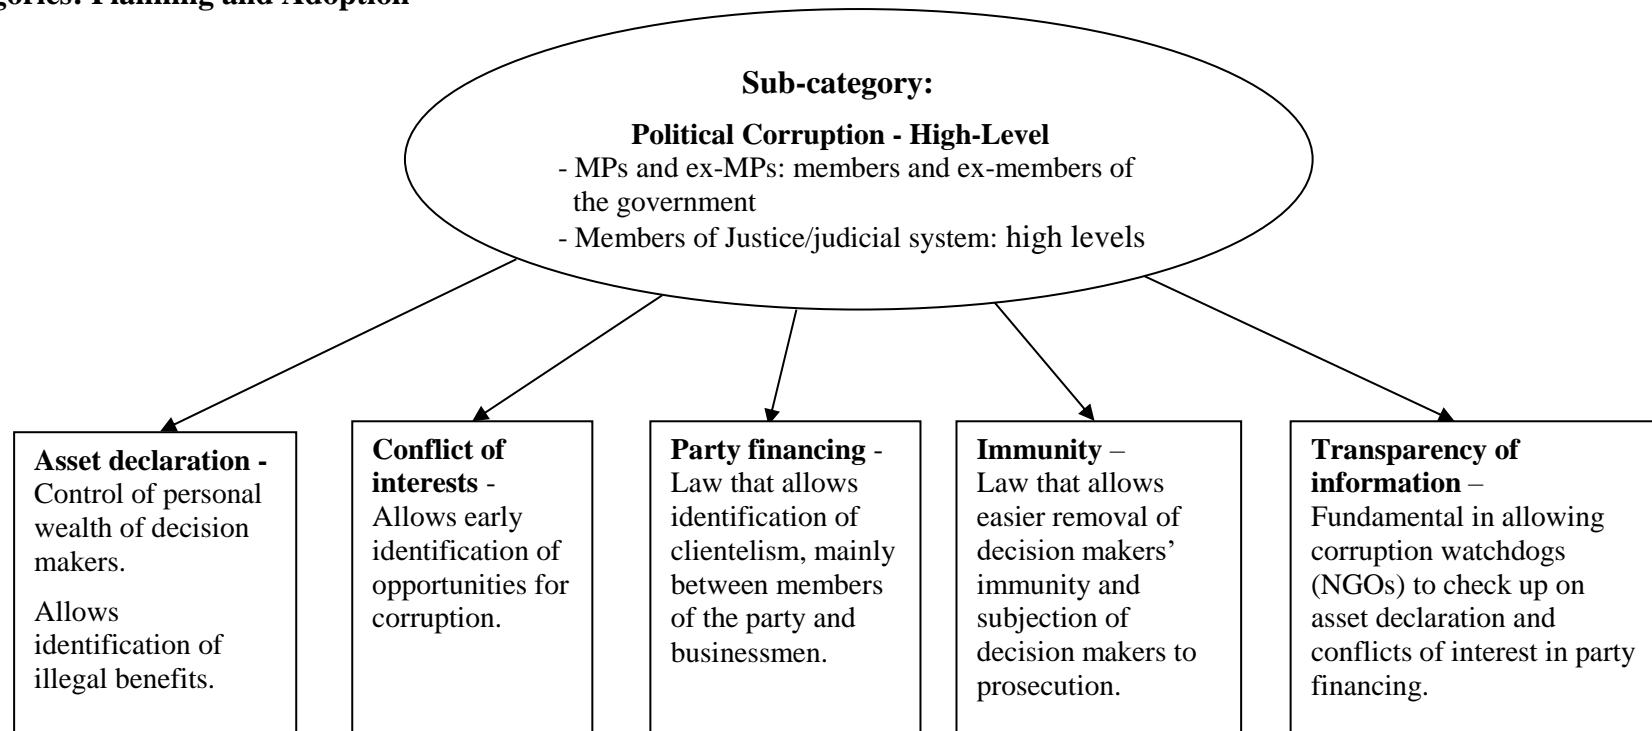 Planning and Adoption
Sub-category:
Political Corruption - High-Level
- MPs and ex-MPs: members and ex-members of
the government
- Members of Justice/judicial system: high levels
Asset declaration -
Control of personal
wealth of decision
makers.
Allows
identification of
illegal benefits.
Conflict of
interests -
Allows early
identification of
opportunities for
corruption.
Party financing -
Law that allows
identification of
clientelism, mainly
between members
of the party and
businessmen.
Immunity –
Law that allows
easier removal of
decision makers’
immunity and
subjection of
decision makers to
prosecution.
Transparency of
information –
Fundamental in allowing
corruption watchdogs
(NGOs) to check up on
asset declaration and
conflicts of interest in party
financing.